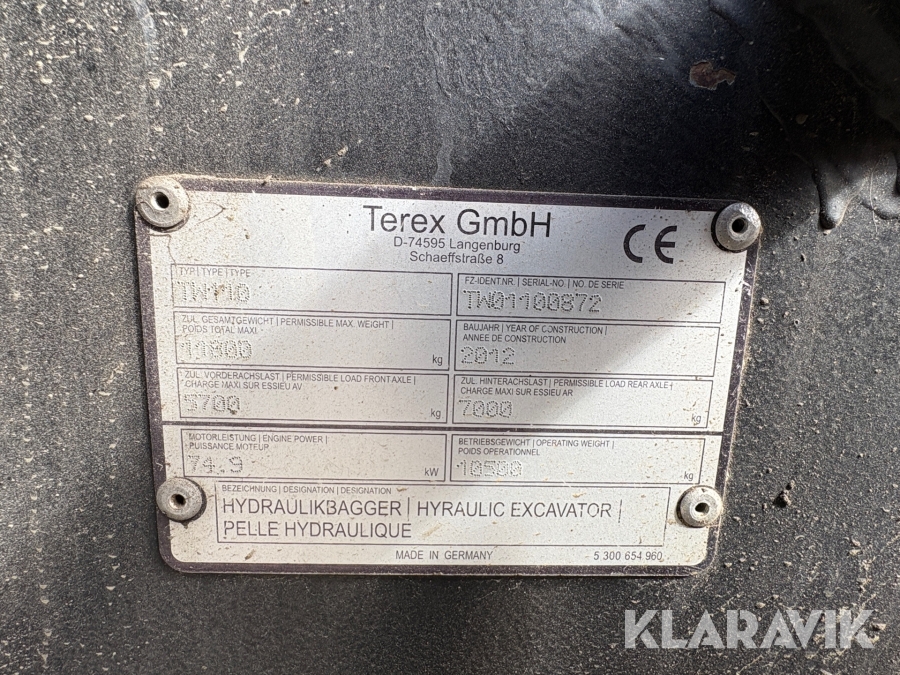 Terex GmbH
D-74595 Langenburg
Schaeffstraße 8
CE
TYP | TYPE | TYPE
TW110
FZ-IDENT NR. | SERIAL-NO. | NO. DE SERIE
TW01100872
ZUL. GESAMTGEWICHT | PERMISSIBLE MAX. WEIGHT |
POIDS TOTAL MAXI.
11800 kg
BAUJAHR | YEAR OF CONSTRUCTION |
ANNEE DE CONSTRUCTION
2012
ZUL. VORDERACHSLAST | PERMISSIBLE LOAD FRONT AXLE |
CHARGE MAXI SUR ESSIEU AV
5700 kg
ZUL. HINTERACHSLAST | PERMISSIBLE LOAD REAR AXLE |
CHARGE MAXI SUR ESSIEU AR
7000 kg
MOTORLEISTUNG | ENGINE POWER |
PUISSANCE MOTEUR
74.9 kW
BETRIEBSGEWICHT | OPERATING WEIGHT |
POIDS OPERATIONNEL
10500 kg
BEZEICHNUNG | DESIGNATION | DESIGNATION
HYDRAULIKBAGGER | HYRAULIC EXCAVATOR |
PELLE HYDRAULIQUE
MADE IN GERMANY
5 300 654 960
KLARAVIK